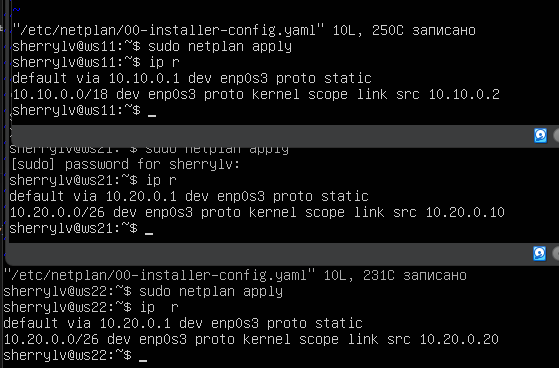 "/etc/netplan/00-installer-config.yaml" 10L, 250C записано
sherrylv@ws11:~$ sudo netplan apply
sherrylv@ws11:~$ ip r
default via 10.10.0.1 dev enp0s3 proto static
10.10.0.0/18 dev enp0s3 proto kernel scope link src 10.10.0.2
sherrylv@ws11:~$ _
sherrylv@ws21:~$ sudo netplan apply
[sudo] password for sherrylv:
sherrylv@ws21:~$ ip r
default via 10.20.0.1 dev enp0s3 proto static
10.20.0.0/26 dev enp0s3 proto kernel scope link src 10.20.0.10
sherrylv@ws21:~$ _
"/etc/netplan/00-installer-config.yaml" 10L, 231C записано
sherrylv@ws22:~$ sudo netplan apply
sherrylv@ws22:~$ ip  r
default via 10.20.0.1 dev enp0s3 proto static
10.20.0.0/26 dev enp0s3 proto kernel scope link src 10.20.0.20
sherrylv@ws22:~$ _